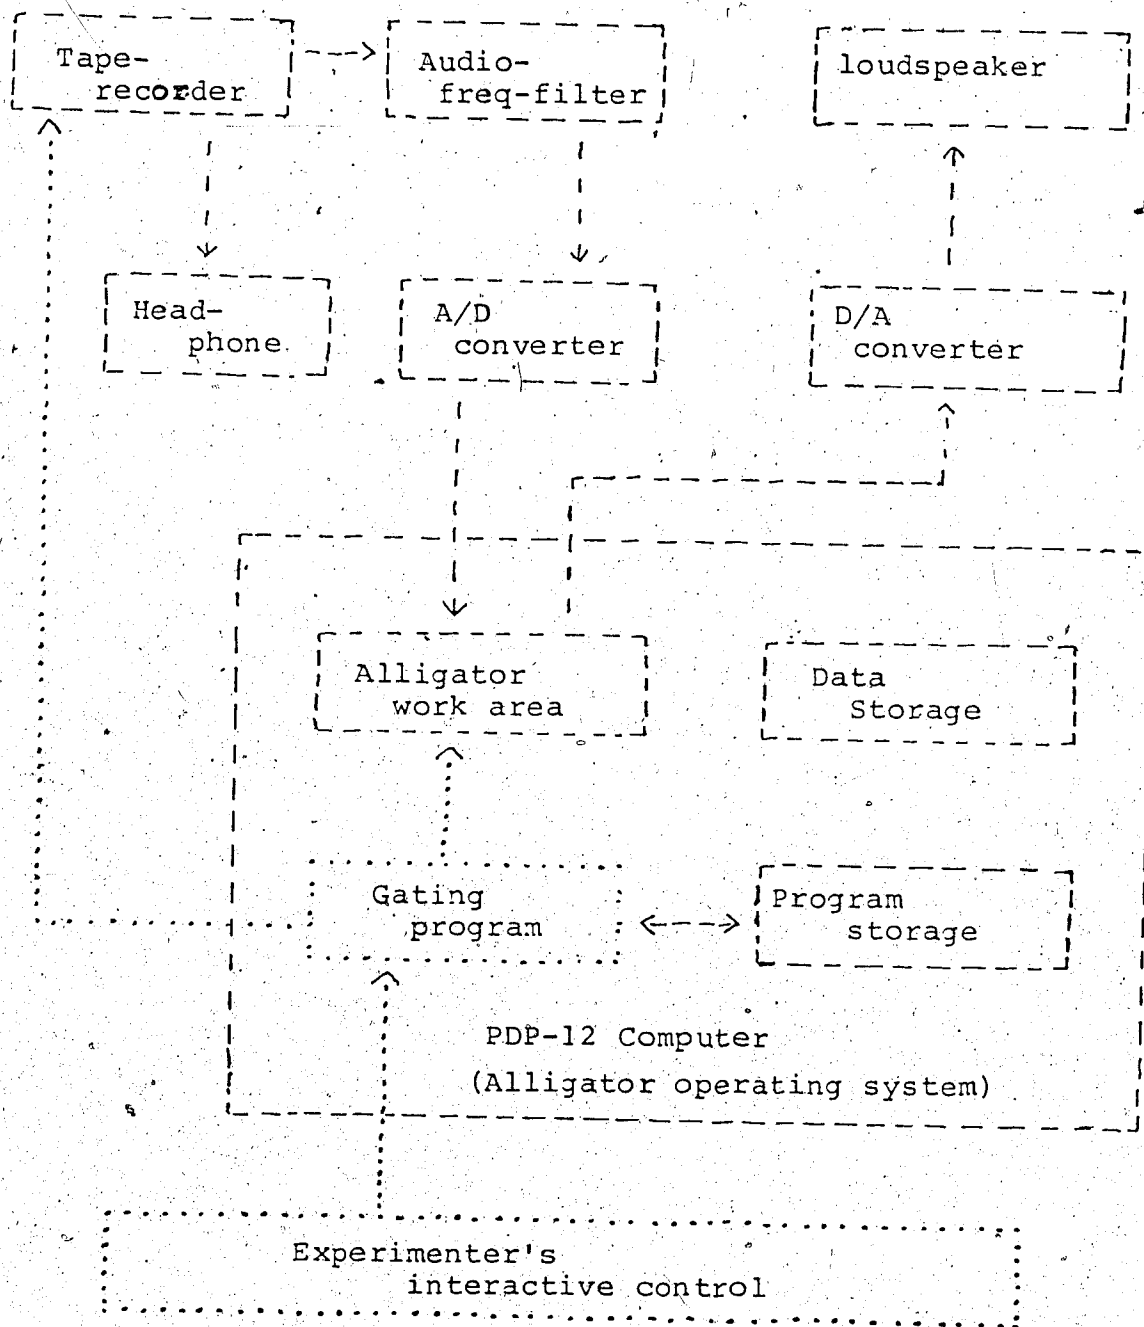 Tape-
recorder
Audio-
freq-filter
loudspeaker
Head-
phone
A/D
converter
D/A
converter
Alligator
work area
Data
Storage
Gating
program
Program
storage
PDP-12 Computer
(Alligator operating system)
Experimenter's
interactive control